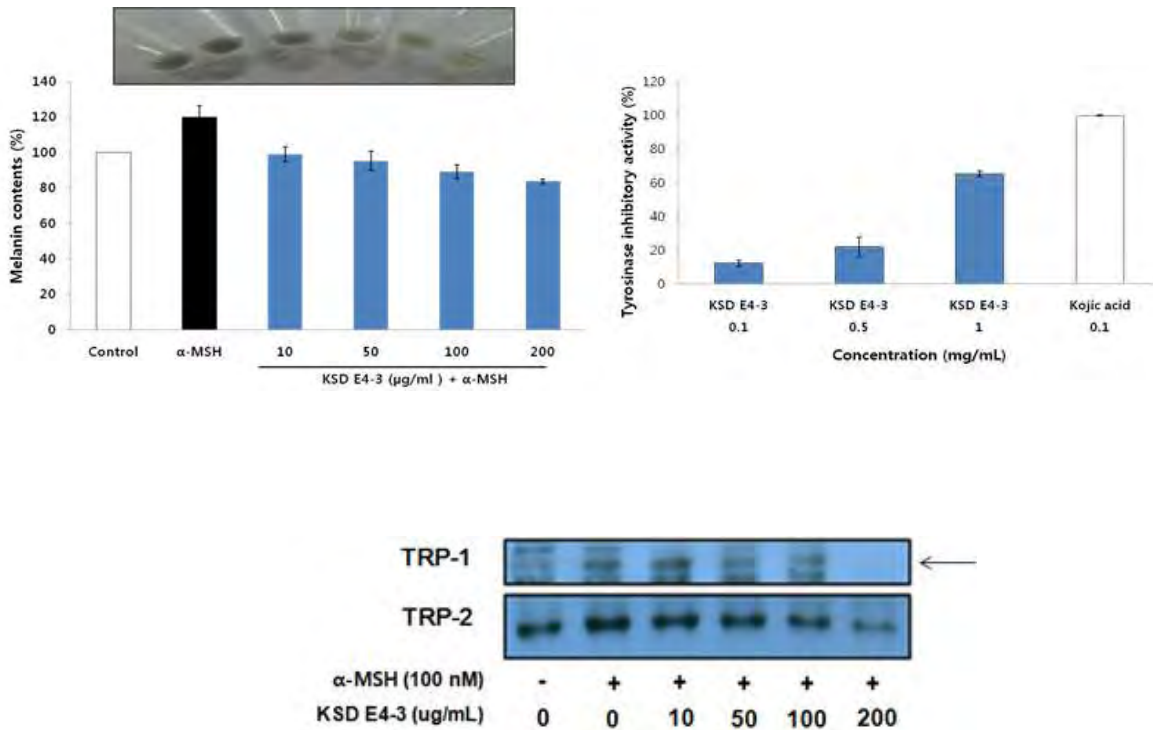 140
120
100
80
60
40
20
0
Melanin contents (%)
Control α-MSH 10 50 100 200
KSD E4-3 (μg/ml ) + α-MSH
120
100
80
60
40
20
0
Tyrosinase inhibitory activity (%)
KSD E4-3 KSD E4-3 KSD E4-3 Kojic acid
0.1 0.5 1 0.1
Concentration (mg/mL)
TRP-1
TRP-2
α-MSH (100 nM) - + + + + +
KSD E4-3 (ug/mL) 0 0 10 50 100 200